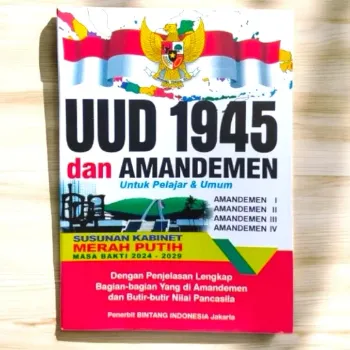 UUD 1945
dan AMANDEMEN
Untuk Pelajar & Umum
AMANDEMEN I
AMANDEMEN II
AMANDEMEN III
AMANDEMEN IV
SUSUNAN KABINET
MERAH PUTIH
MASA BAKTI 2024 - 2029
Dengan Penjelasan Lengkap
Bagian-bagian Yang di Amandemen
dan Butir-butir Nilai Pancasila
Penerbit BINTANG INDONESIA Jakarta